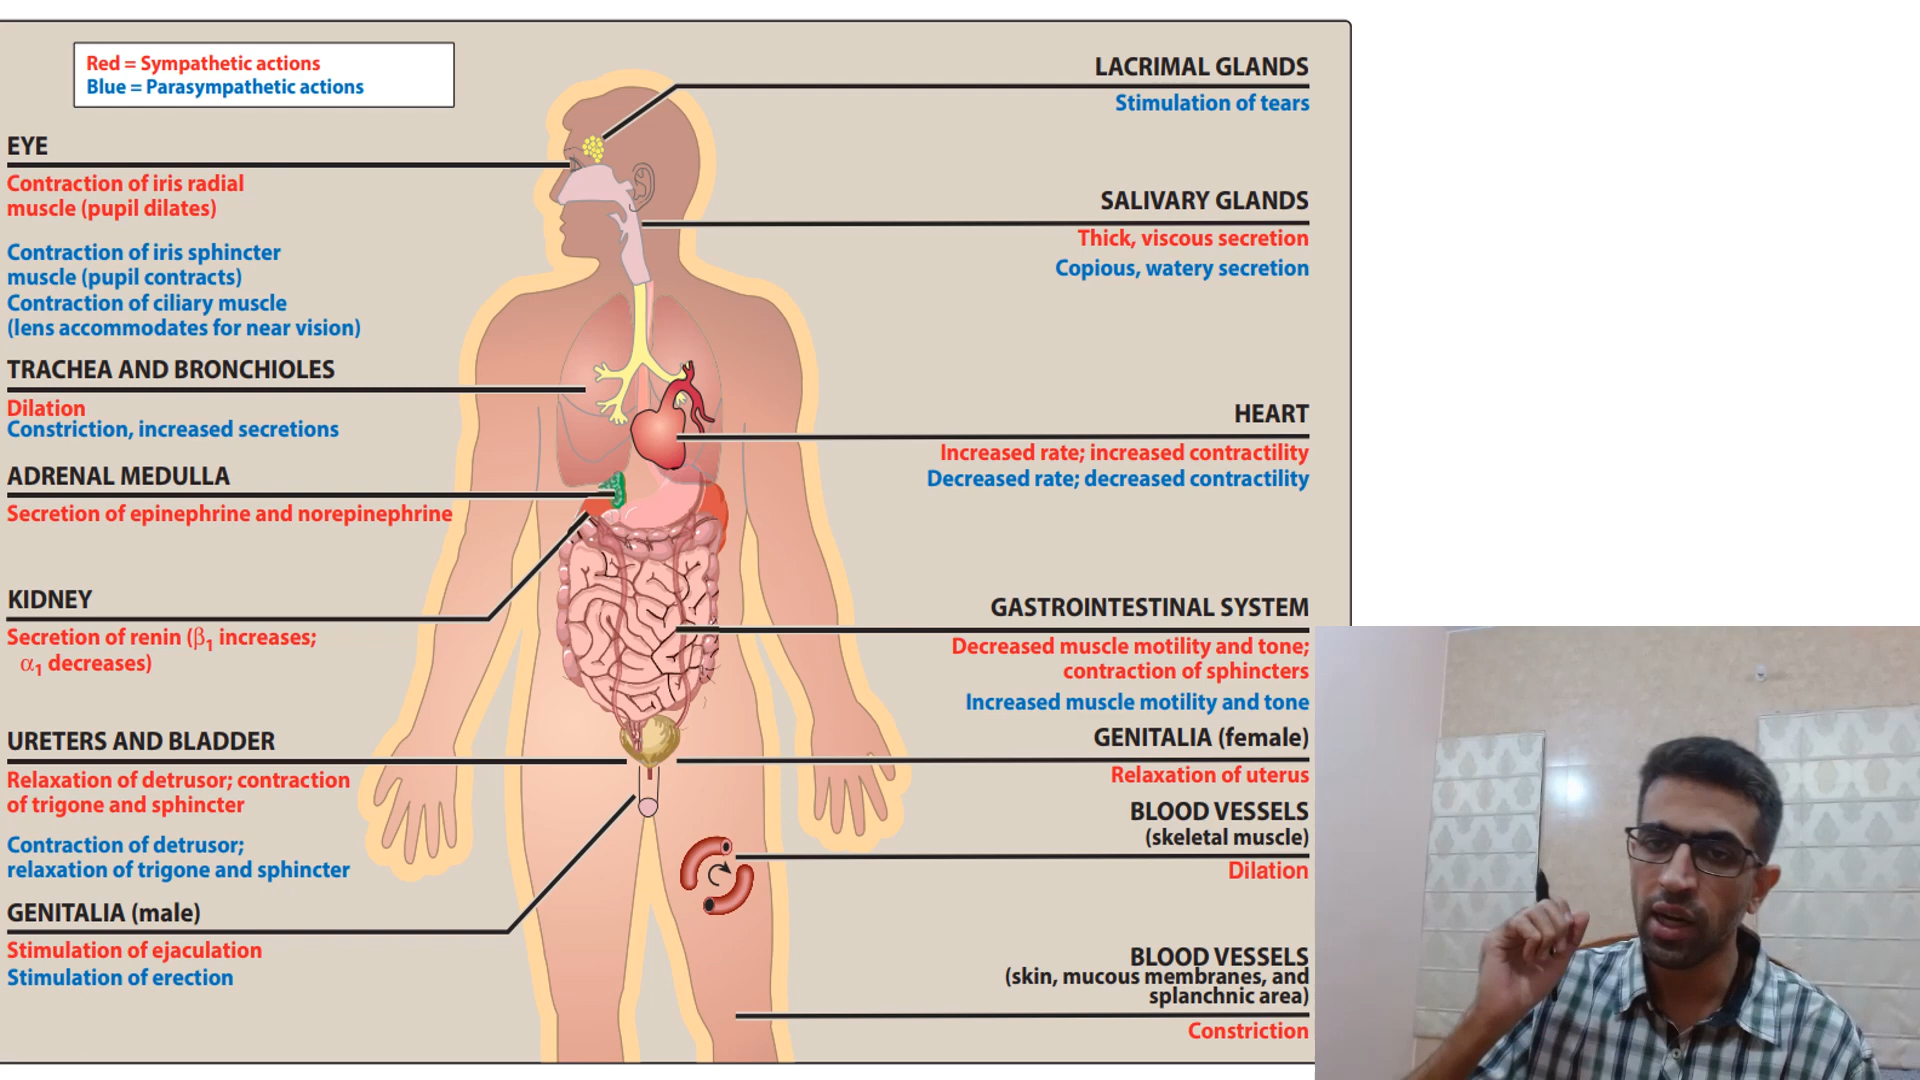 Red = Sympathetic actions
Blue = Parasympathetic actions
EYE
Contraction of iris radial
muscle (pupil dilates)
Contraction of iris sphincter
muscle (pupil contracts)
Contraction of ciliary muscle
(lens accommodates for near vision)
TRACHEA AND BRONCHIOLES
Dilation
Constriction, increased secretions
ADRENAL MEDULLA
Secretion of epinephrine and norepinephrine
KIDNEY
Secretion of renin (β₁ increases;
α₁ decreases)
URETERS AND BLADDER
Relaxation of detrusor; contraction
of trigone and sphincter
Contraction of detrusor;
relaxation of trigone and sphincter
GENITALIA (male)
Stimulation of ejaculation
Stimulation of erection
LACRIMAL GLANDS
Stimulation of tears
SALIVARY GLANDS
Thick, viscous secretion
Copious, watery secretion
HEART
Increased rate; increased contractility
Decreased rate; decreased contractility
GASTROINTESTINAL SYSTEM
Decreased muscle motility and tone;
contraction of sphincters
Increased muscle motility and tone
GENITALIA (female)
Relaxation of uterus
BLOOD VESSELS
(skeletal muscle)
Dilation
BLOOD VESSELS
(skin, mucous membranes, and
splanchnic area)
Constriction